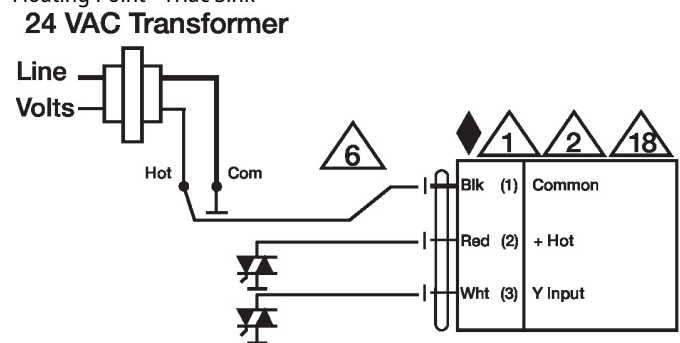 24 VAC Transformer
Line
Volts
Hot
Com
6
1
2
18
Blk (1) Common
Red (2) + Hot
Wht (3) Y Input